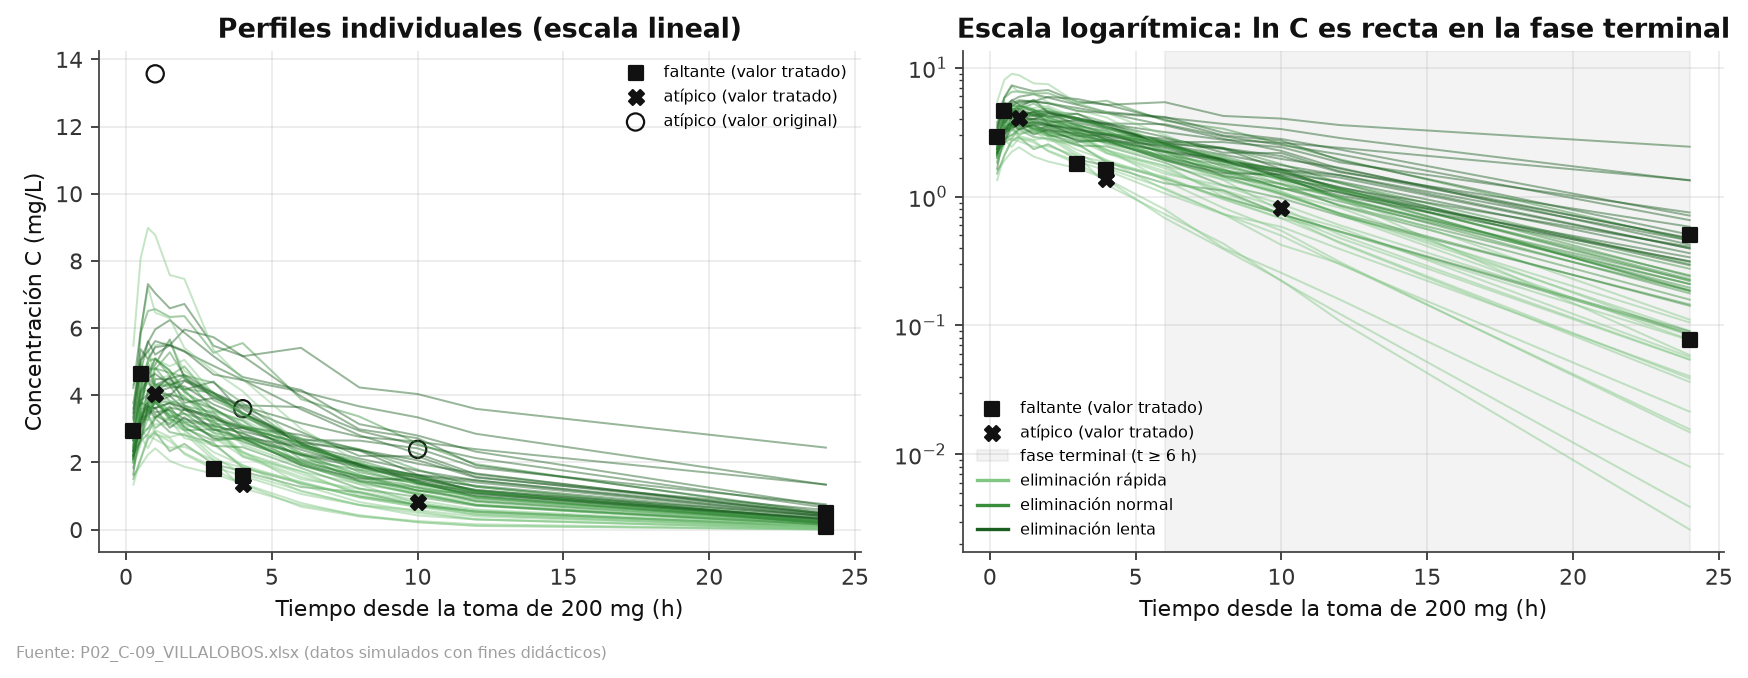 Perfiles individuales (escala lineal)
14
12
10
8
6
4
2
0
Concentración C (mg/L)
faltante (valor tratado)
atípico (valor tratado)
atípico (valor original)
0 5 10 15 20 25
Tiempo desde la toma de 200 mg (h)
Escala logarítmica: ln C es recta en la fase terminal
10¹
10⁰
10⁻¹
10⁻²
faltante (valor tratado)
atípico (valor tratado)
fase terminal (t ≥ 6 h)
eliminación rápida
eliminación normal
eliminación lenta
0 5 10 15 20 25
Tiempo desde la toma de 200 mg (h)
Fuente: P02_C-09_VILLALOBOS.xlsx (datos simulados con fines didácticos)